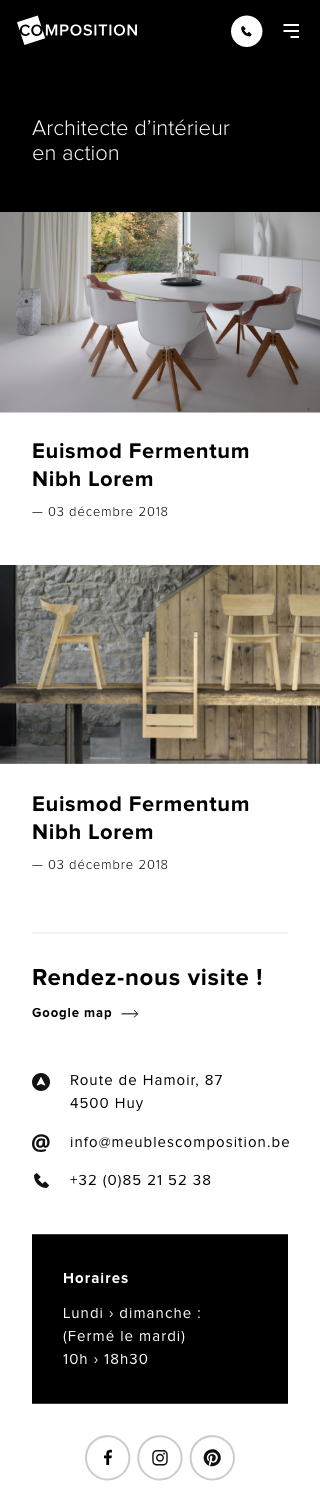 COMPOSITION
Architecte d’intérieur
en action
Euismod Fermentum
Nibh Lorem
— 03 décembre 2018
Euismod Fermentum
Nibh Lorem
— 03 décembre 2018
Rendez-nous visite !
Google map
Route de Hamoir, 87
4500 Huy
info@meublescomposition.be
+32 (0)85 21 52 38
Horaires
Lundi › dimanche :
(Fermé le mardi)
10h › 18h30